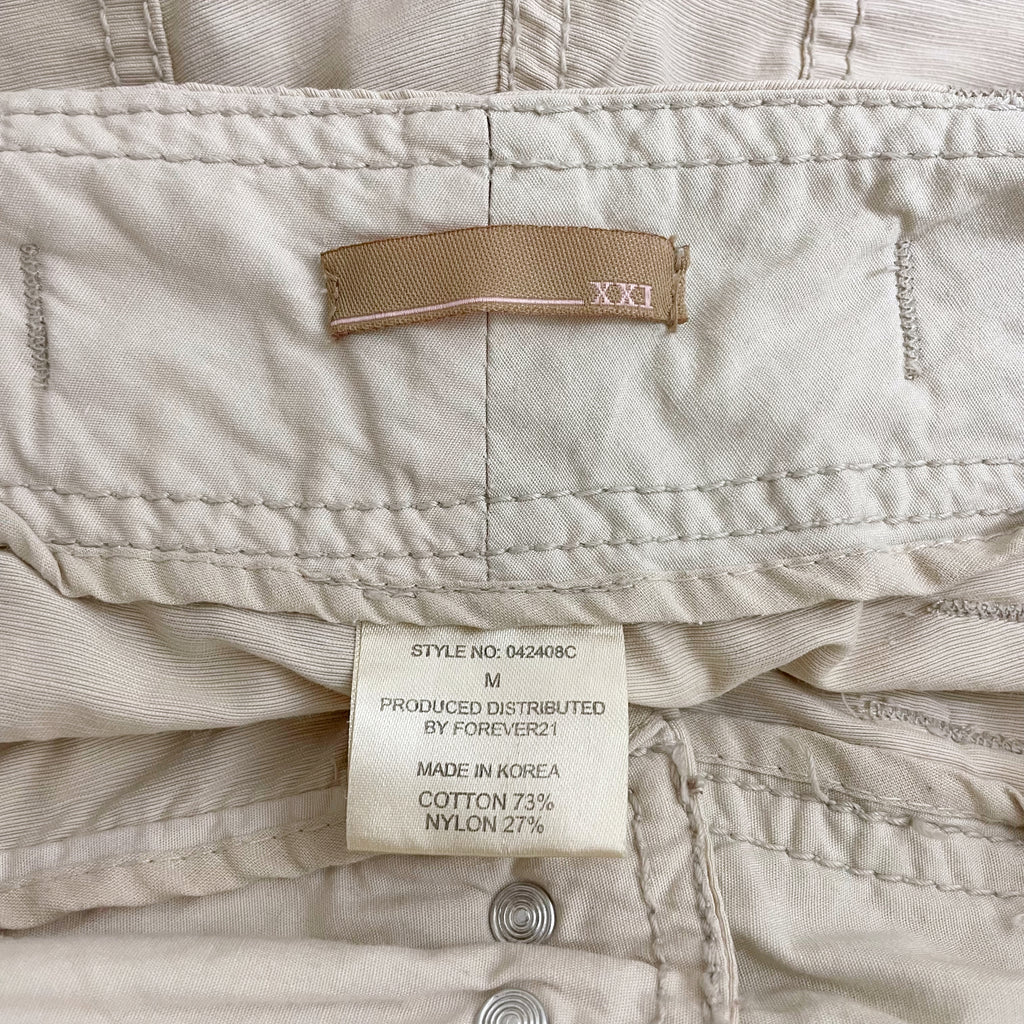 XXI
STYLE NO: 042408C
M
PRODUCED DISTRIBUTED
BY FOREVER21
MADE IN KOREA
COTTON 73%
NYLON 27%